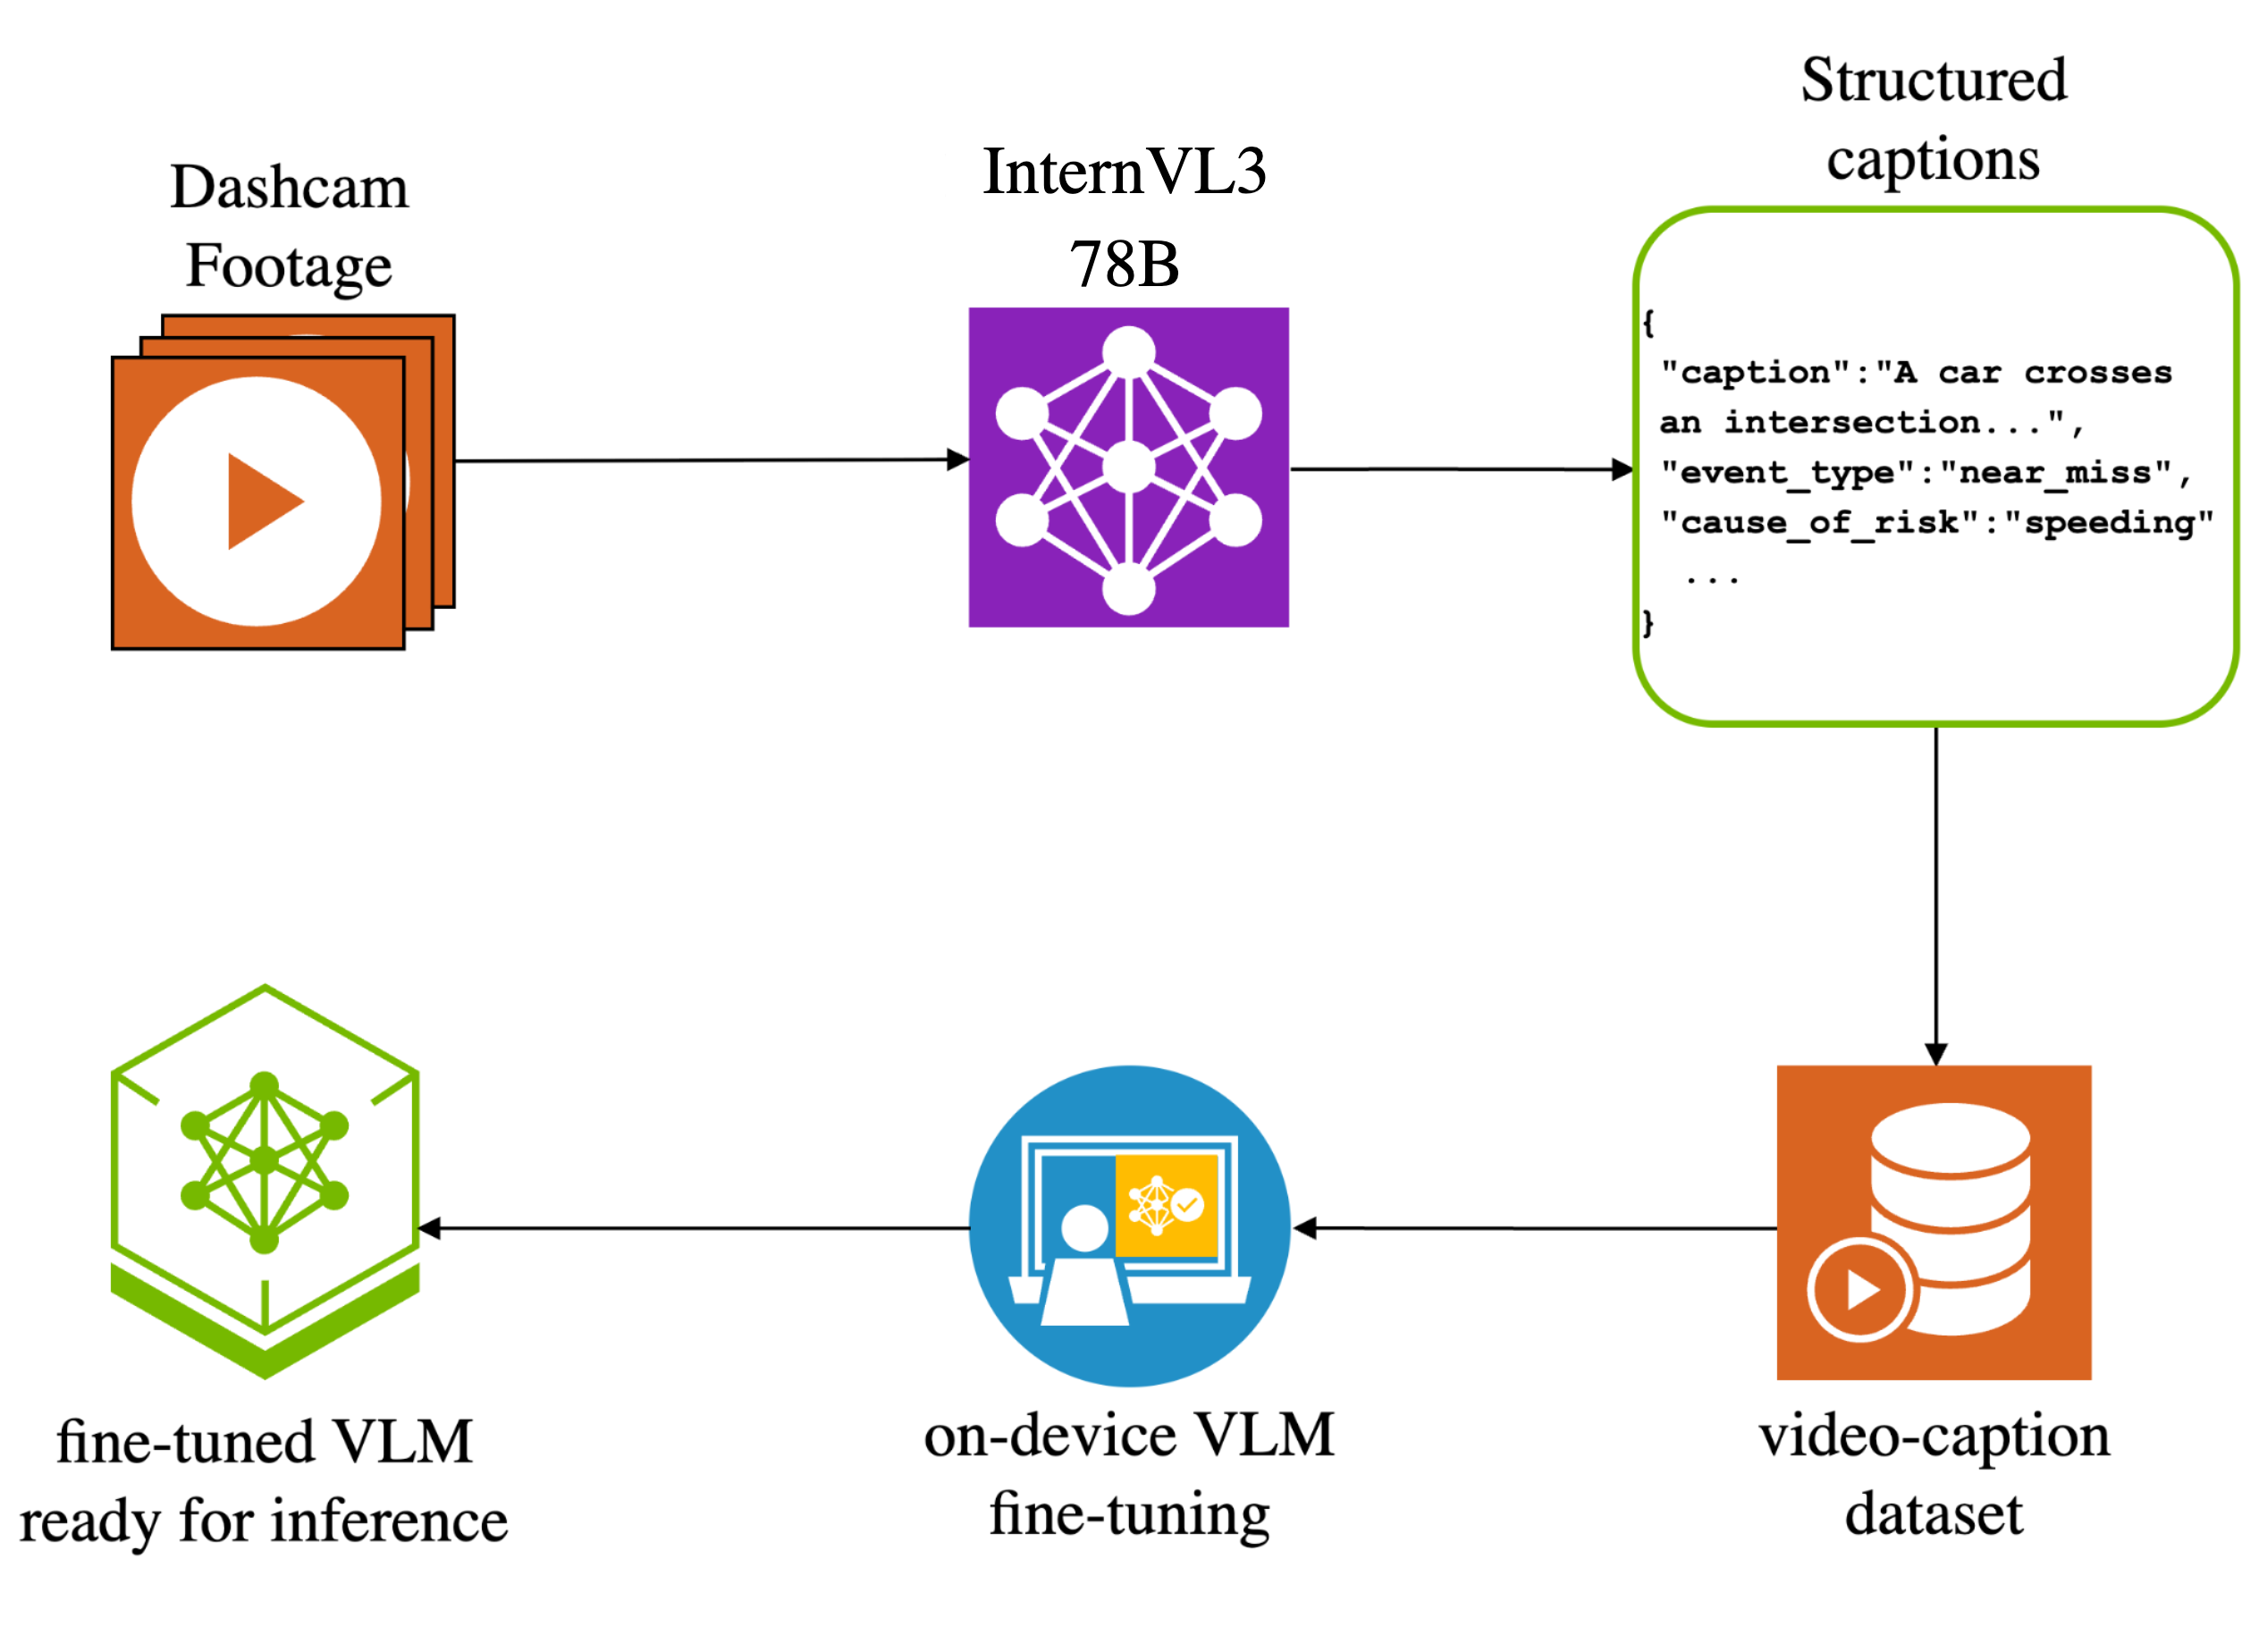 Dashcam
Footage
InternVL3
78B
Structured
captions
{
"caption":"A car crosses
an intersection...",
"event_type":"near_miss",
"cause_of_risk":"speeding"
...
}
fine-tuned VLM
ready for inference
on-device VLM
fine-tuning
video-caption
dataset